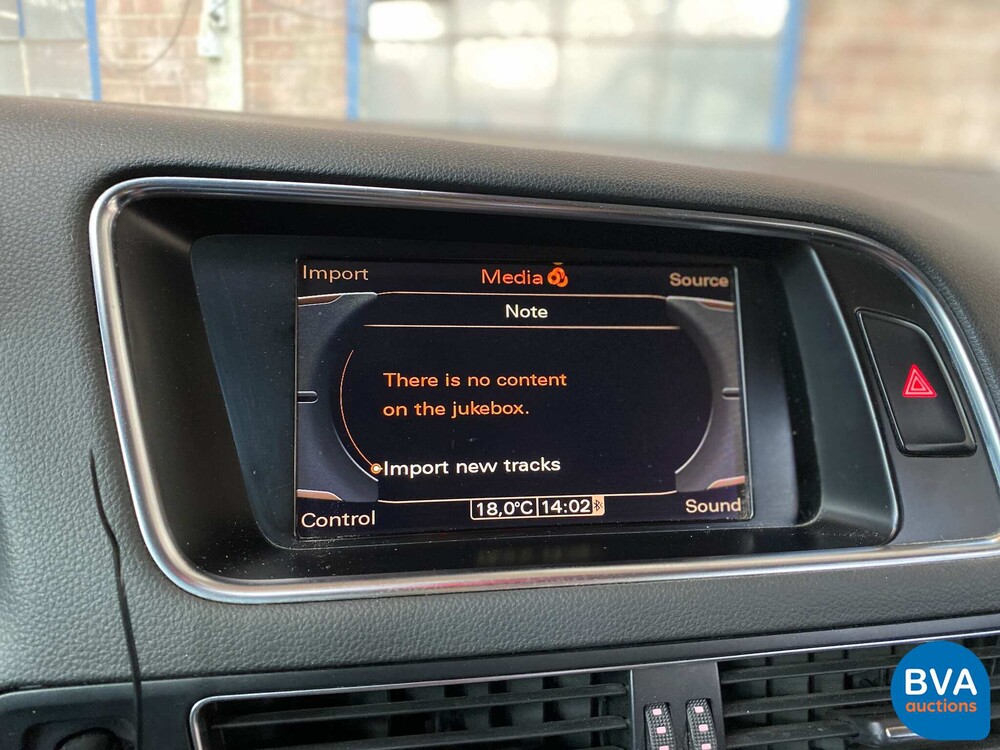 Import
Media
Source
Note
There is no content
on the jukebox.
Import new tracks
Control
18,0°C 14:02
Sound
BVA
auctions